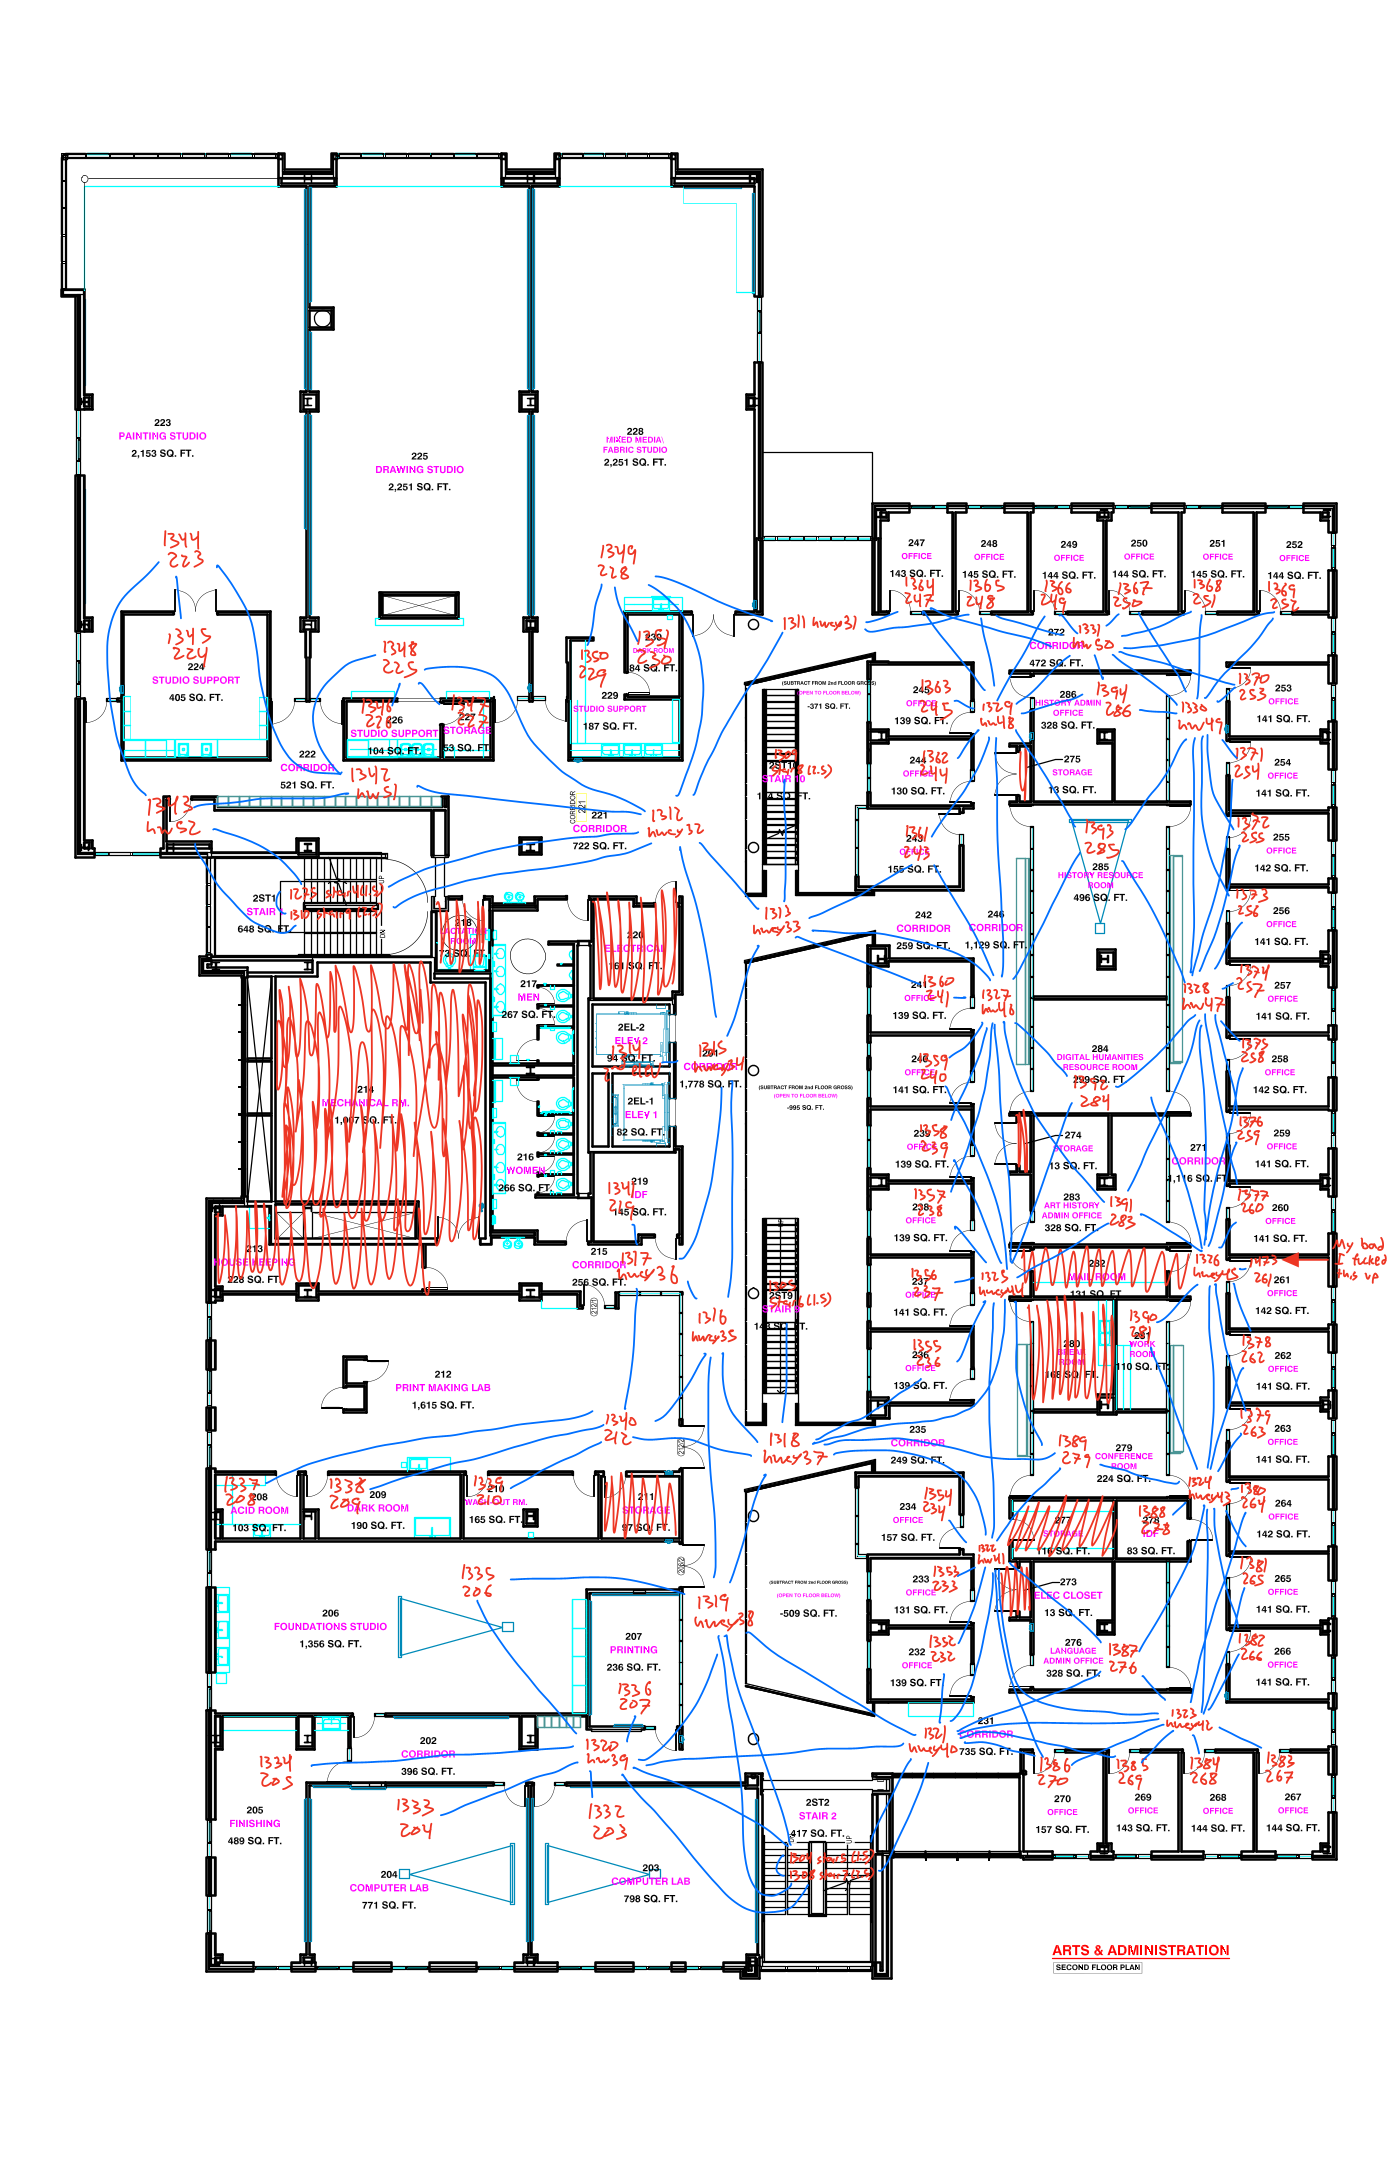 223
PAINTING STUDIO
2,153 SQ. FT.
225
DRAWING STUDIO
2,251 SQ. FT.
228
MIXED MEDIA\
FABRIC STUDIO
2,251 SQ. FT.
1344
223
1349
228
1345
224
224
STUDIO SUPPORT
405 SQ. FT.
1348
225
1350
229
1351
230
230
DARK ROOM
84 SQ. FT.
229
STUDIO SUPPORT
187 SQ. FT.
1346
226
226
STUDIO SUPPORT
104 SQ. FT.
1347
227
227
STORAGE
53 SQ. FT.
222
CORRIDOR
521 SQ. FT.
1342
hw51
1343
hw52
CORRIDOR
221
221
CORRIDOR
722 SQ. FT.
1312
hwy32
1311 hwy31
247
OFFICE
143 SQ. FT.
1364
247
248
OFFICE
145 SQ. FT.
1365
248
249
OFFICE
144 SQ. FT.
1366
249
250
OFFICE
144 SQ. FT.
1367
250
251
OFFICE
145 SQ. FT.
1368
251
252
OFFICE
144 SQ. FT.
1369
252
272
CORRIDOR
472 SQ. FT.
1331
hw50
(SUBTRACT FROM 2nd FLOOR GROSS)
(OPEN TO FLOOR BELOW)
-371 SQ. FT.
245
OFFICE
139 SQ. FT.
1363
245
1329
hw48
286
HISTORY ADMIN
OFFICE
328 SQ. FT.
1394
286
1330
hw49
1370
253
253
OFFICE
141 SQ. FT.
2ST10
STAIR 10
1309
244
OFFICE
130 SQ. FT.
1362
244
275
STORAGE
13 SQ. FT.
1371
254
254
OFFICE
141 SQ. FT.
243
OFFICE
155 SQ. FT.
1361
243
1393
285
285
HISTORY RESOURCE
ROOM
496 SQ. FT.
1372
255
255
OFFICE
142 SQ. FT.
2ST1
STAIR
648 SQ. FT.
1275 stair4(1.5)
1310 stair9(2.5)
UP
DN
218
73 SQ. FT.
217
MEN
267 SQ. FT.
220
ELECTRICAL
161 SQ. FT.
1313
hwy33
242
CORRIDOR
259 SQ. FT.
246
CORRIDOR
1,129 SQ. FT.
1373
256
256
OFFICE
141 SQ. FT.
241
OFFICE
139 SQ. FT.
1360
241
1327
hw46
1328
hw47
1374
257
257
OFFICE
141 SQ. FT.
2EL-2
ELEV 2
94 SQ. FT.
1314
1315
201
CORRIDOR
1,778 SQ. FT.
2EL-1
ELEV 1
82 SQ. FT.
(SUBTRACT FROM 2nd FLOOR GROSS)
(OPEN TO FLOOR BELOW)
-995 SQ. FT.
240
OFFICE
141 SQ. FT.
1359
240
284
DIGITAL HUMANITIES
RESOURCE ROOM
299 SQ. FT.
1392
284
1375
258
258
OFFICE
142 SQ. FT.
214
MECHANICAL RM.
1,007 SQ. FT.
216
WOMEN
266 SQ. FT.
219
IDF
145 SQ. FT.
1341
219
239
OFFICE
139 SQ. FT.
1358
239
274
STORAGE
13 SQ. FT.
271
CORRIDOR
1,116 SQ. FT.
1376
259
259
OFFICE
141 SQ. FT.
238
OFFICE
139 SQ. FT.
1357
238
283
ART HISTORY
ADMIN OFFICE
328 SQ. FT.
1391
283
1377
260
260
OFFICE
141 SQ. FT.
213
HOUSE KEEPING
228 SQ. FT.
215
CORRIDOR
256 SQ. FT.
1317
hwy36
1316
hwy35
2ST9
STAIR 9
143 SQ. FT.
1305
stair6(1.5)
237
OFFICE
141 SQ. FT.
1356
237
1325
hwy44
282
MAIL ROOM
131 SQ. FT.
1326
hwy45
1473
261
261
OFFICE
142 SQ. FT.
My bad
I fucked
this up
236
OFFICE
139 SQ. FT.
1355
236
280
BREAK
ROOM
168 SQ. FT.
1390
281
281
WORK
ROOM
110 SQ. FT.
1378
262
262
OFFICE
141 SQ. FT.
212
PRINT MAKING LAB
1,615 SQ. FT.
1340
212
1318
hwy37
235
CORRIDOR
249 SQ. FT.
1389
279
279
CONFERENCE
ROOM
224 SQ. FT.
1379
263
263
OFFICE
141 SQ. FT.
1337
208
208
ACID ROOM
103 SQ. FT.
1338
209
209
DARK ROOM
190 SQ. FT.
1339
210
210
WASH OUT RM.
165 SQ. FT.
211
STORAGE
97 SQ. FT.
234
OFFICE
157 SQ. FT.
1354
234
1322
hwy41
277
STORAGE
116 SQ. FT.
1388
278
278
IDF
83 SQ. FT.
1324
hwy43
1380
264
264
OFFICE
142 SQ. FT.
1335
206
206
FOUNDATIONS STUDIO
1,356 SQ. FT.
207
PRINTING
236 SQ. FT.
1336
207
1319
hwy38
(SUBTRACT FROM 2nd FLOOR GROSS)
(OPEN TO FLOOR BELOW)
-509 SQ. FT.
233
OFFICE
131 SQ. FT.
1353
233
273
ELEC CLOSET
13 SQ. FT.
1381
265
265
OFFICE
141 SQ. FT.
232
OFFICE
139 SQ. FT.
1352
232
276
LANGUAGE
ADMIN OFFICE
328 SQ. FT.
1387
276
1382
266
266
OFFICE
141 SQ. FT.
202
CORRIDOR
396 SQ. FT.
1320
hw39
1321
hwy40
231
CORRIDOR
735 SQ. FT.
1323
hwy42
1334
205
205
FINISHING
489 SQ. FT.
1333
204
204
COMPUTER LAB
771 SQ. FT.
1332
203
203
COMPUTER LAB
798 SQ. FT.
2ST2
STAIR 2
417 SQ. FT.
UP
1304 stair5(1.5)
1308 stair7(2.5)
1386
270
270
OFFICE
157 SQ. FT.
1385
269
269
OFFICE
143 SQ. FT.
1384
268
268
OFFICE
144 SQ. FT.
1383
267
267
OFFICE
144 SQ. FT.
ARTS & ADMINISTRATION
SECOND FLOOR PLAN